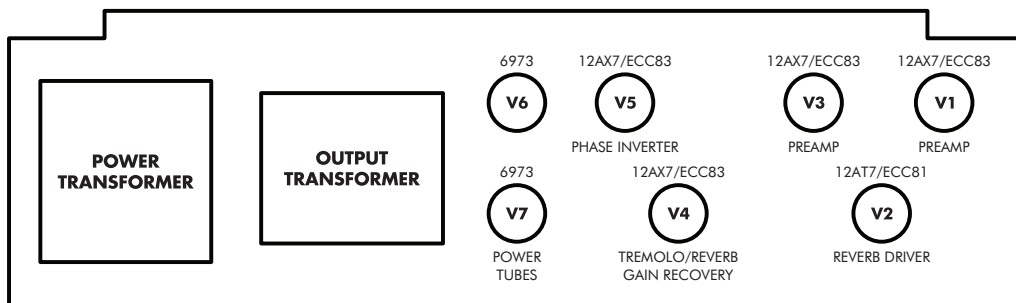 6973
12AX7/ECC83
12AX7/ECC83
12AX7/ECC83
V6
V5
V3
V1
PHASE INVERTER
PREAMP
PREAMP
POWER
TRANSFORMER
OUTPUT
TRANSFORMER
6973
12AX7/ECC83
12AT7/ECC81
V7
V4
V2
POWER
TUBES
TREMOLO/REVERB
GAIN RECOVERY
REVERB DRIVER